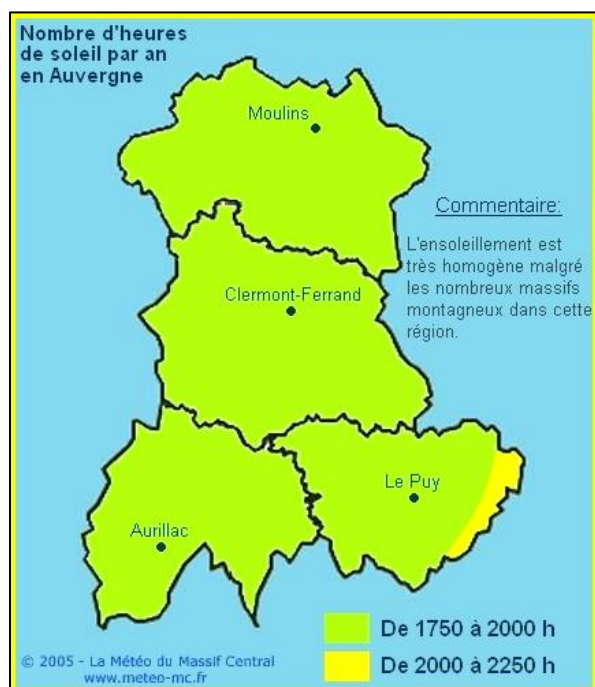 Nombre d'heures
de soleil par an
en Auvergne
Moulins
Commentaire:
L'ensoleillement est
très homogène malgré
les nombreux massifs
montagneux dans cette
région.
Clermont-Ferrand
Le Puy
Aurillac
De 1750 à 2000 h
De 2000 à 2250 h
© 2005 - La Météo du Massif Central
www.meteo-mc.fr